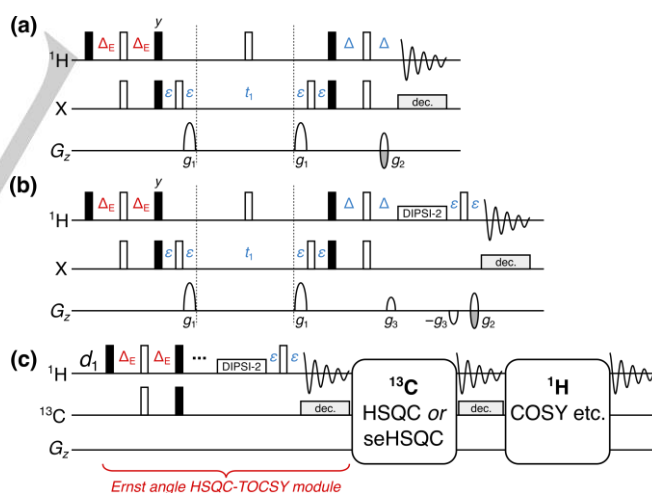 (a)
y
¹H Δ_E Δ_E Δ Δ
X ε ε t₁ ε ε dec.
G_z g₁ g₁ g₂
(b)
y
¹H Δ_E Δ_E Δ Δ DIPSI-2 ε ε
X ε ε t₁ ε ε dec.
G_z g₁ g₁ g₃ −g₃ g₂
(c)
d₁ Δ_E Δ_E ••• ε ε
¹H DIPSI-2
¹³C dec. dec.
G_z
¹³C
HSQC or
seHSQC
¹H
COSY etc.
Ernst angle HSQC-TOCSY module